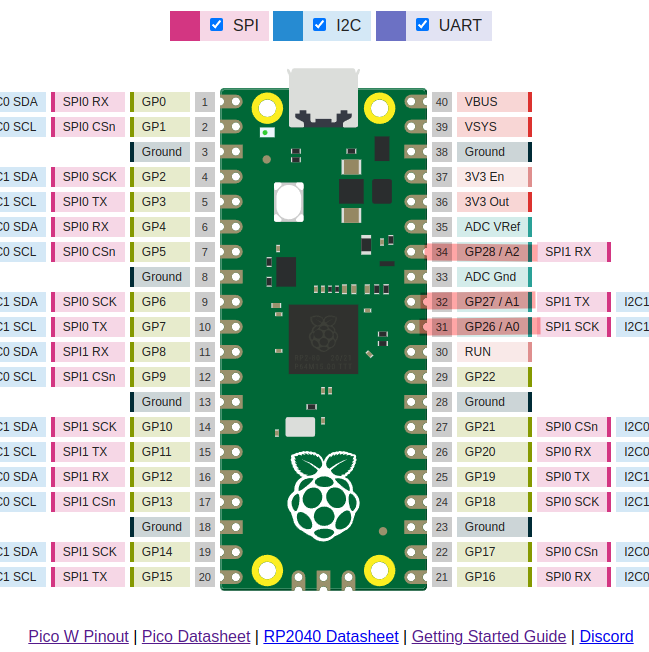 SPI I2C UART
C0 SDA SPI0 RX GP0 1 40 VBUS
C0 SCL SPI0 CSn GP1 2 39 VSYS
Ground 3 38 Ground
C1 SDA SPI0 SCK GP2 4 37 3V3 En
C1 SCL SPI0 TX GP3 5 36 3V3 Out
C0 SDA SPI0 RX GP4 6 35 ADC VRef
C0 SCL SPI0 CSn GP5 7 34 GP28 / A2 SPI1 RX
Ground 8 33 ADC Gnd
C1 SDA SPI0 SCK GP6 9 32 GP27 / A1 SPI1 TX I2C1
C1 SCL SPI0 TX GP7 10 31 GP26 / A0 SPI1 SCK I2C1
C0 SDA SPI1 RX GP8 11 30 RUN
C0 SCL SPI1 CSn GP9 12 29 GP22
Ground 13 28 Ground
C1 SDA SPI1 SCK GP10 14 27 GP21 SPI0 CSn I2C0
C1 SCL SPI1 TX GP11 15 26 GP20 SPI0 RX I2C0
C0 SDA SPI1 RX GP12 16 25 GP19 SPI0 TX I2C1
C0 SCL SPI1 CSn GP13 17 24 GP18 SPI0 SCK I2C1
Ground 18 23 Ground
C1 SDA SPI1 SCK GP14 19 22 GP17 SPI0 CSn I2C0
C1 SCL SPI1 TX GP15 20 21 GP16 SPI0 RX I2C0
Pico W Pinout | Pico Datasheet | RP2040 Datasheet | Getting Started Guide | Discord